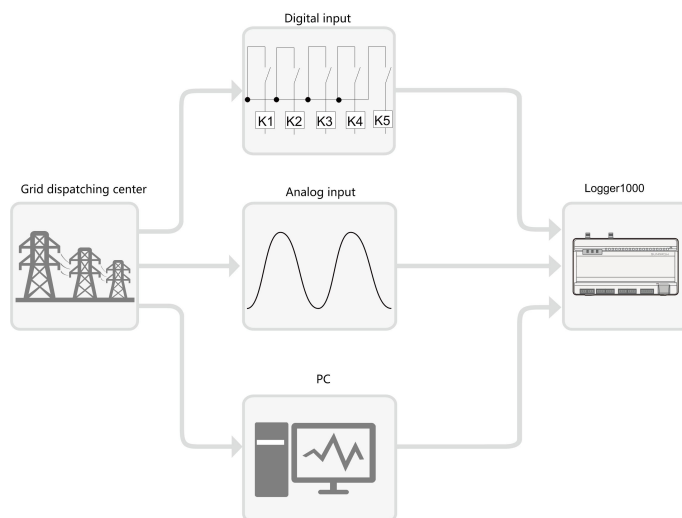 Digital input
K1 K2 K3 K4 K5
Grid dispatching center
Analog input
Logger1000
PC